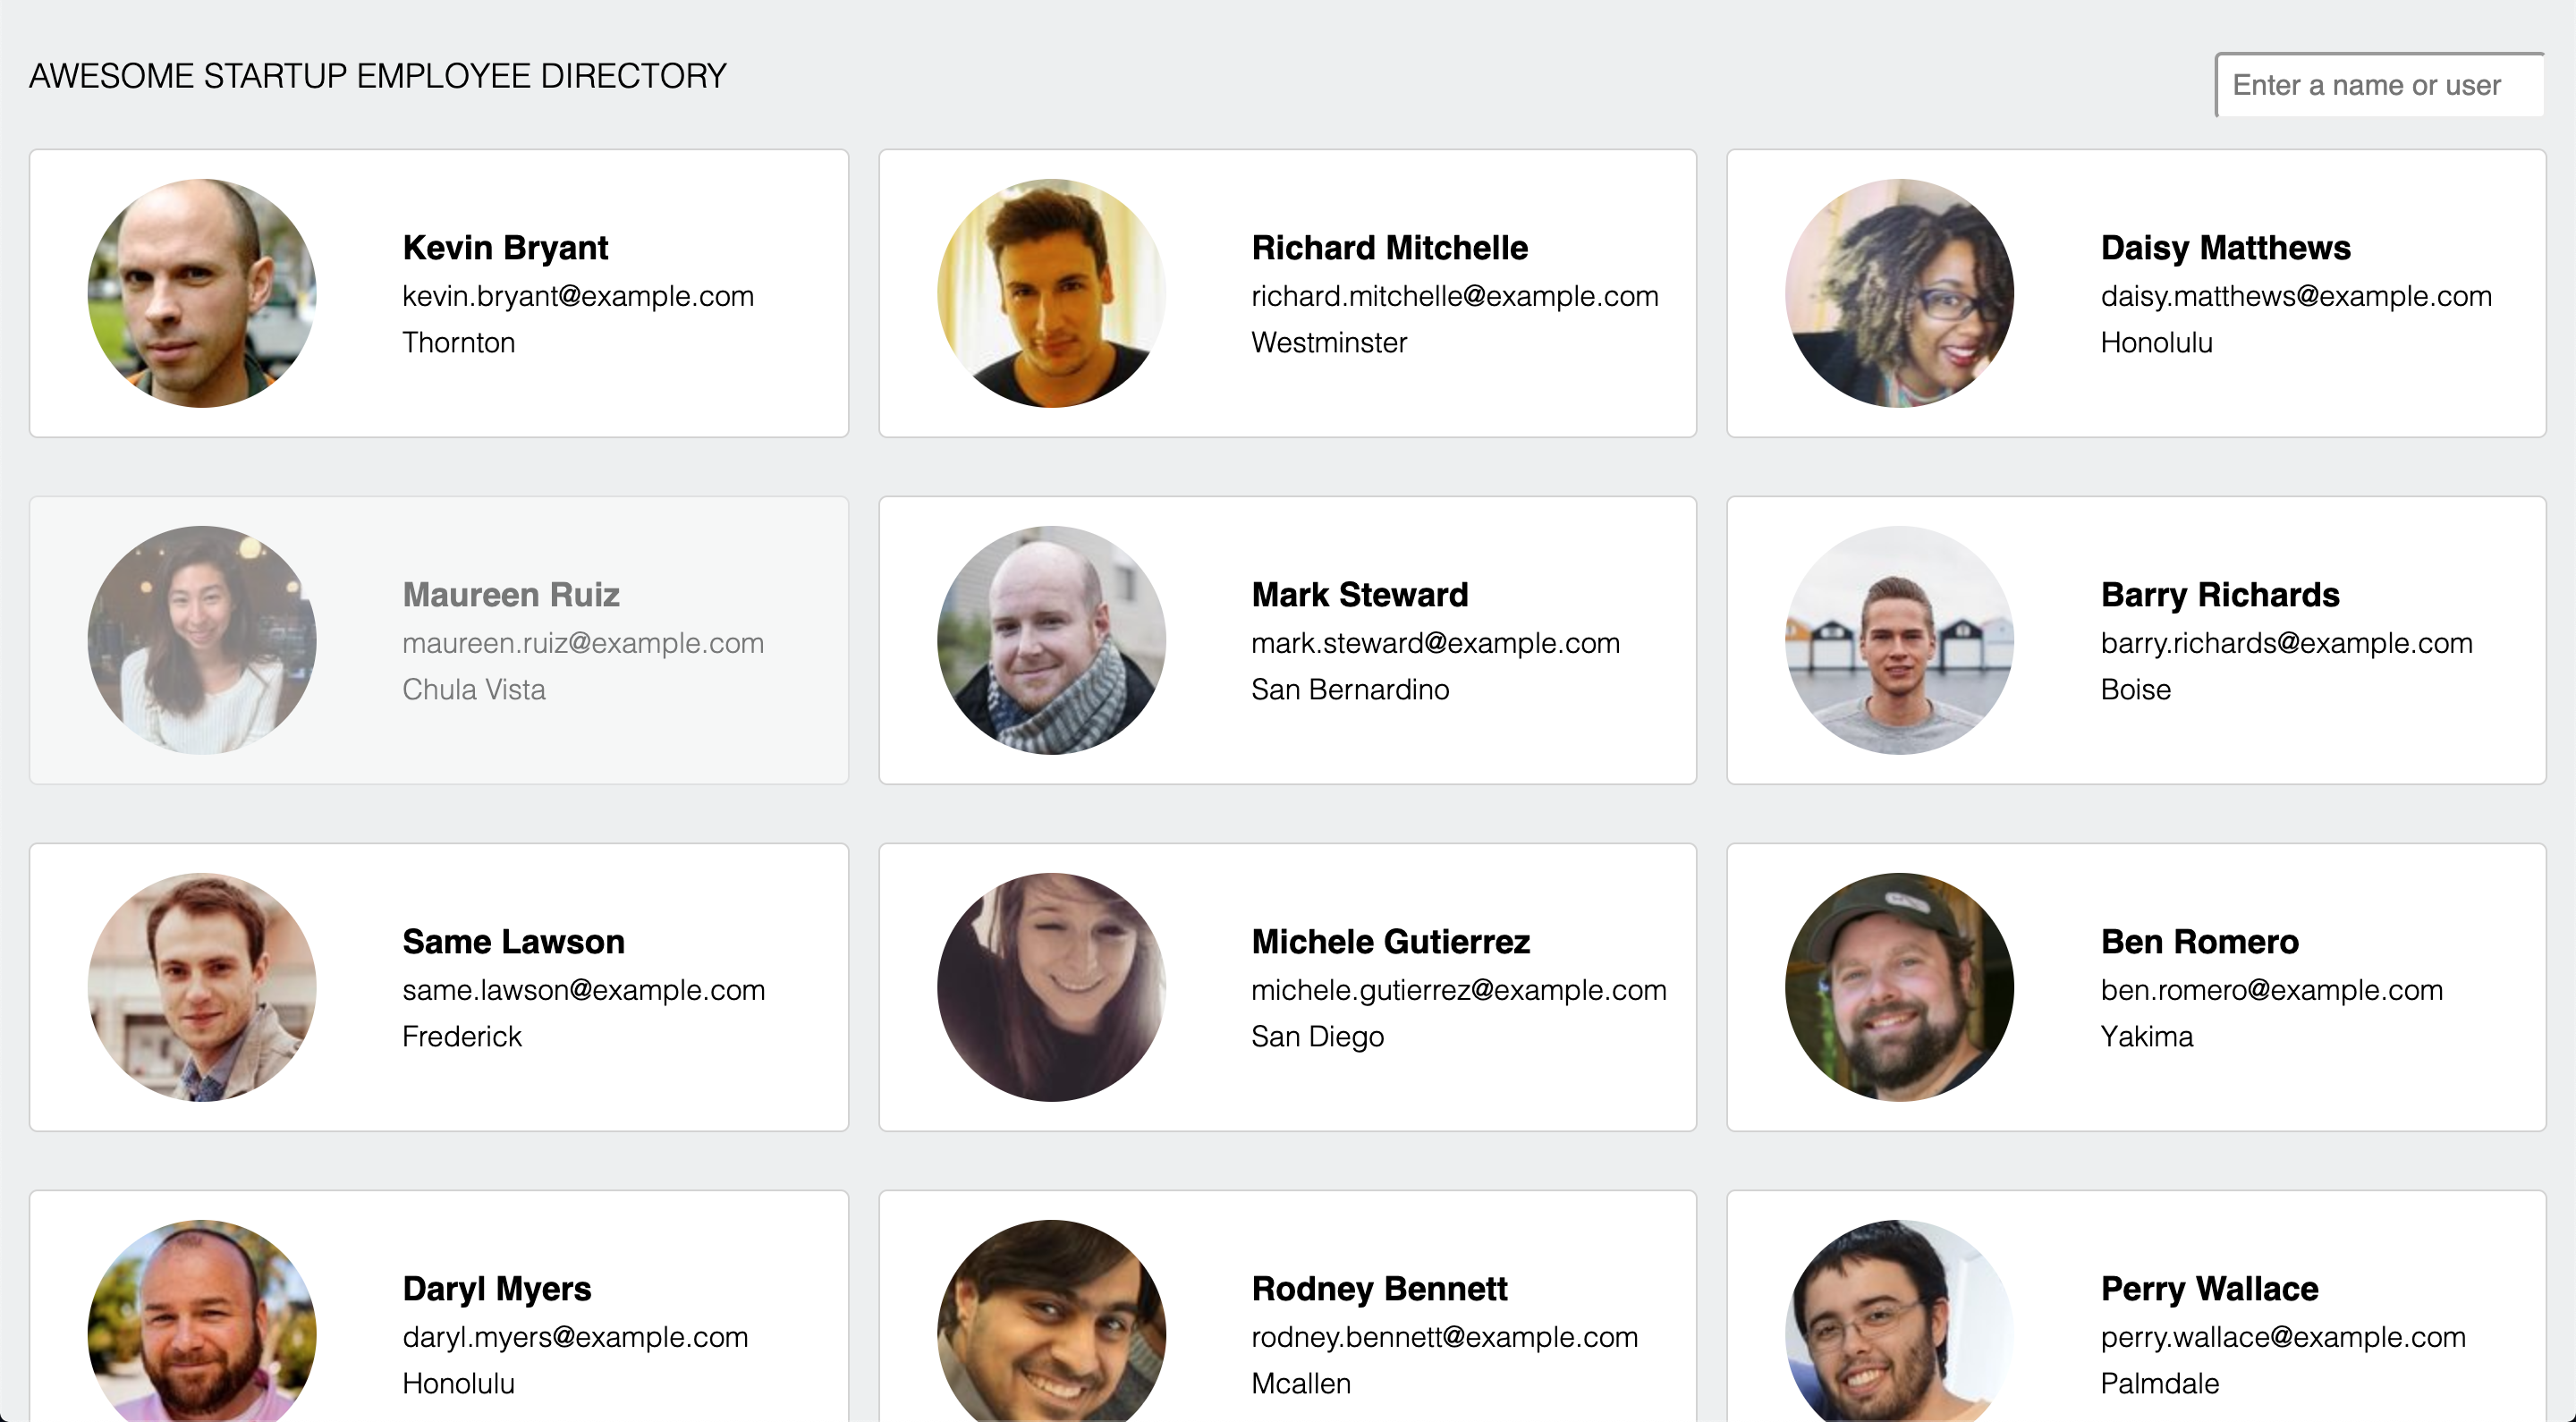 AWESOME STARTUP EMPLOYEE DIRECTORY
Enter a name or user
Kevin Bryant
kevin.bryant@example.com
Thornton
Richard Mitchelle
richard.mitchelle@example.com
Westminster
Daisy Matthews
daisy.matthews@example.com
Honolulu
Maureen Ruiz
maureen.ruiz@example.com
Chula Vista
Mark Steward
mark.steward@example.com
San Bernardino
Barry Richards
barry.richards@example.com
Boise
Same Lawson
same.lawson@example.com
Frederick
Michele Gutierrez
michele.gutierrez@example.com
San Diego
Ben Romero
ben.romero@example.com
Yakima
Daryl Myers
daryl.myers@example.com
Honolulu
Rodney Bennett
rodney.bennett@example.com
Mcallen
Perry Wallace
perry.wallace@example.com
Palmdale